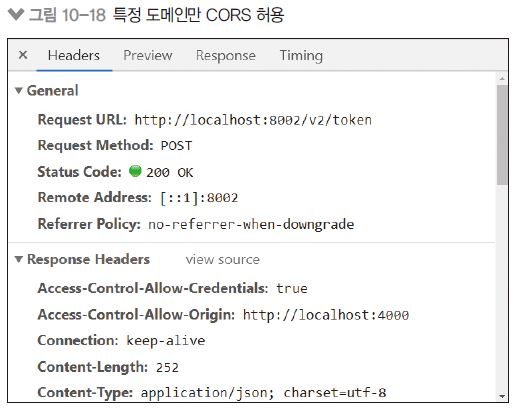 그림 10-18 특정 도메인만 CORS 허용
× Headers Preview Response Timing
▼ General
Request URL: http://localhost:8002/v2/token
Request Method: POST
Status Code: 200 OK
Remote Address: [::1]:8002
Referrer Policy: no-referrer-when-downgrade
▼ Response Headers view source
Access-Control-Allow-Credentials: true
Access-Control-Allow-Origin: http://localhost:4000
Connection: keep-alive
Content-Length: 252
Content-Type: application/json; charset=utf-8